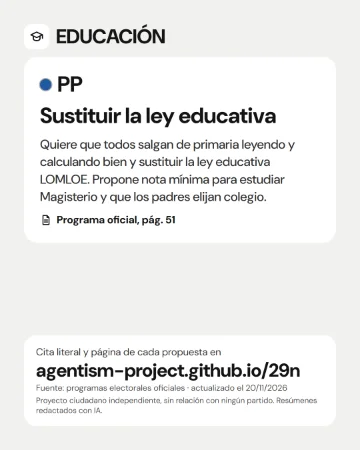 EDUCACIÓN
PP
Sustituir la ley educativa
Quiere que todos salgan de primaria leyendo y
calculando bien y sustituir la ley educativa
LOMLOE. Propone nota mínima para estudiar
Magisterio y que los padres elijan colegio.
Programa oficial, pág. 51
Cita literal y página de cada propuesta en
agentism-project.github.io/29n
Fuente: programas electorales oficiales · actualizado el 20/11/2026
Proyecto ciudadano independiente, sin relación con ningún partido. Resúmenes
redactados con IA.